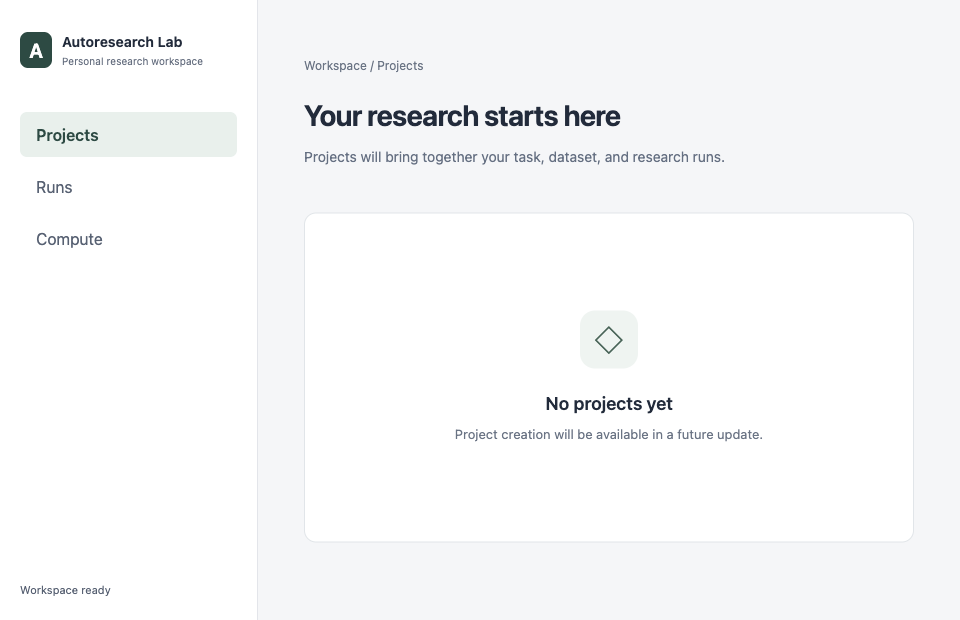 A
Autoresearch Lab
Personal research workspace
Projects
Runs
Compute
Workspace ready
Workspace / Projects
Your research starts here
Projects will bring together your task, dataset, and research runs.
No projects yet
Project creation will be available in a future update.